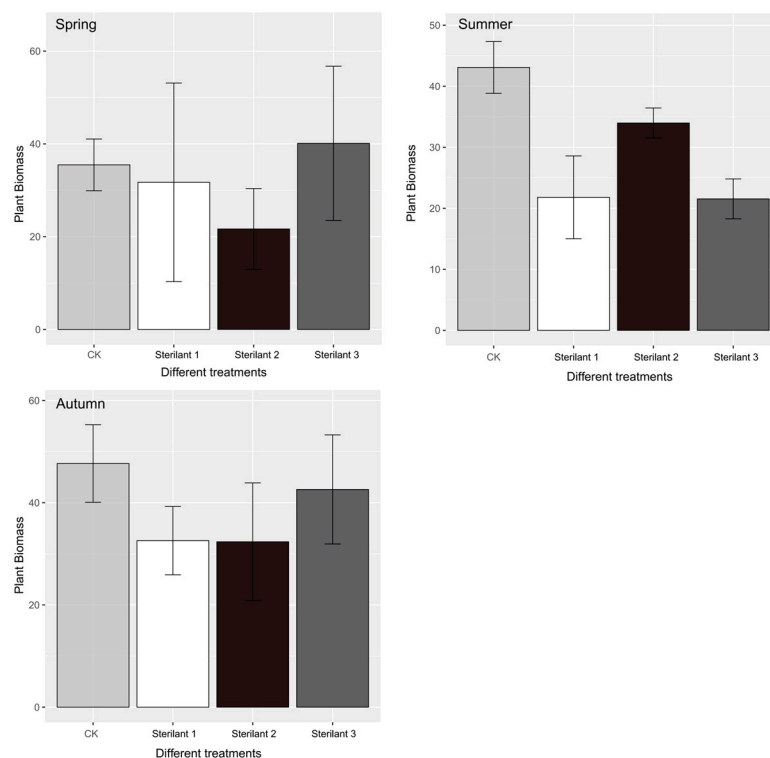 Spring
60
40
20
0
Plant Biomass
CK Sterilant 1 Sterilant 2 Sterilant 3
Different treatments
Summer
50
40
30
20
10
0
Plant Biomass
CK Sterilant 1 Sterilant 2 Sterilant 3
Different treatments
Autumn
60
40
20
0
Plant Biomass
CK Sterilant 1 Sterilant 2 Sterilant 3
Different treatments